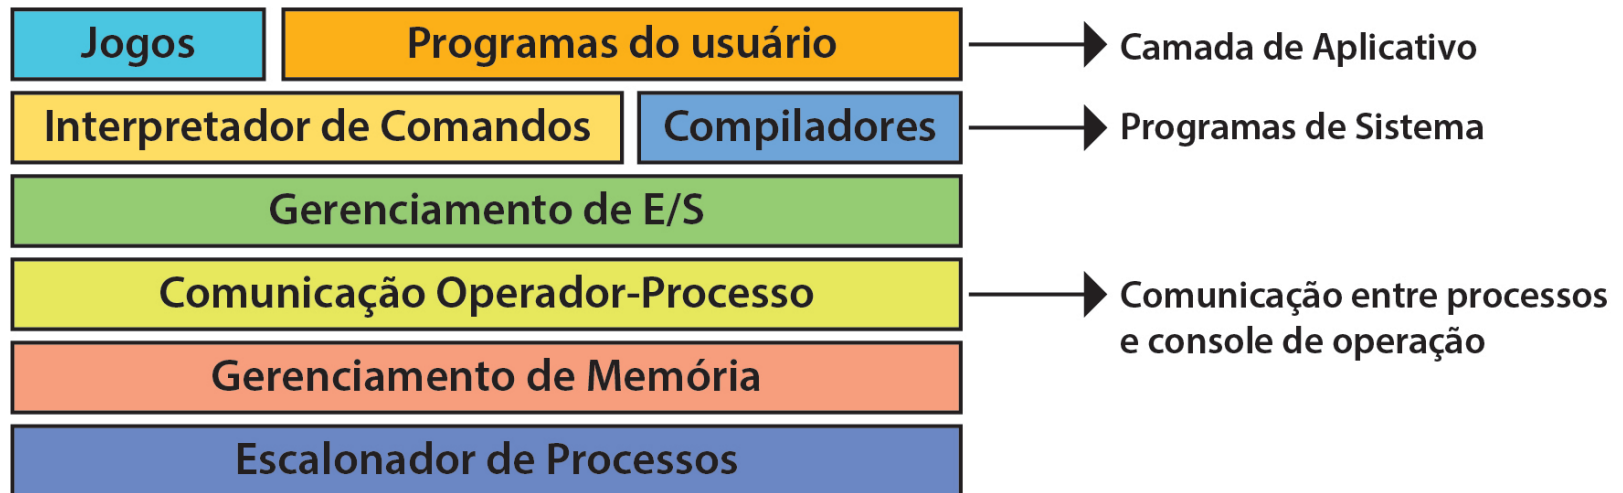 Jogos
Programas do usuário
Camada de Aplicativo
Interpretador de Comandos
Compiladores
Programas de Sistema
Gerenciamento de E/S
Comunicação Operador-Processo
Comunicação entre processos
e console de operação
Gerenciamento de Memória
Escalonador de Processos